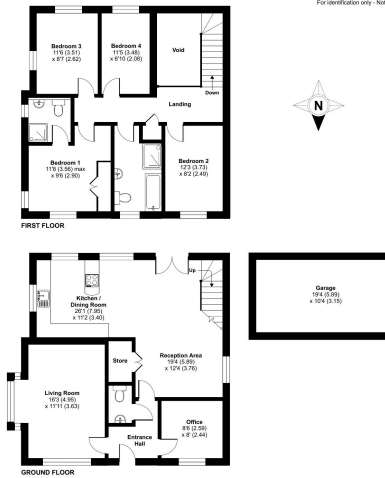 For identification only - Not
Bedroom 3
11'6 (3.51)
x 8'7 (2.62)
Bedroom 4
11'5 (3.48)
x 6'10 (2.08)
Void
Down
Landing
N
Bedroom 1
11'8 (3.56) max
x 9'6 (2.90)
Bedroom 2
12'3 (3.73)
x 8'2 (2.49)
FIRST FLOOR
Up
Kitchen /
Dining Room
26'1 (7.95)
x 11'2 (3.40)
Garage
19'4 (5.89)
x 10'4 (3.15)
Store
Reception Area
19'4 (5.89)
x 12'4 (3.76)
Living Room
16'3 (4.95)
x 11'11 (3.63)
Office
8'6 (2.59)
x 8' (2.44)
Entrance
Hall
GROUND FLOOR